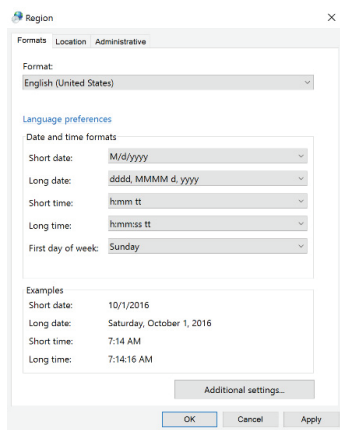 Region
Formats Location Administrative
Format:
English (United States)
Language preferences
Date and time formats
Short date: M/d/yyyy
Long date: dddd, MMMM d, yyyy
Short time: h:mm tt
Long time: h:mm:ss tt
First day of week: Sunday
Examples
Short date: 10/1/2016
Long date: Saturday, October 1, 2016
Short time: 7:14 AM
Long time: 7:14:16 AM
Additional settings...
OK Cancel Apply